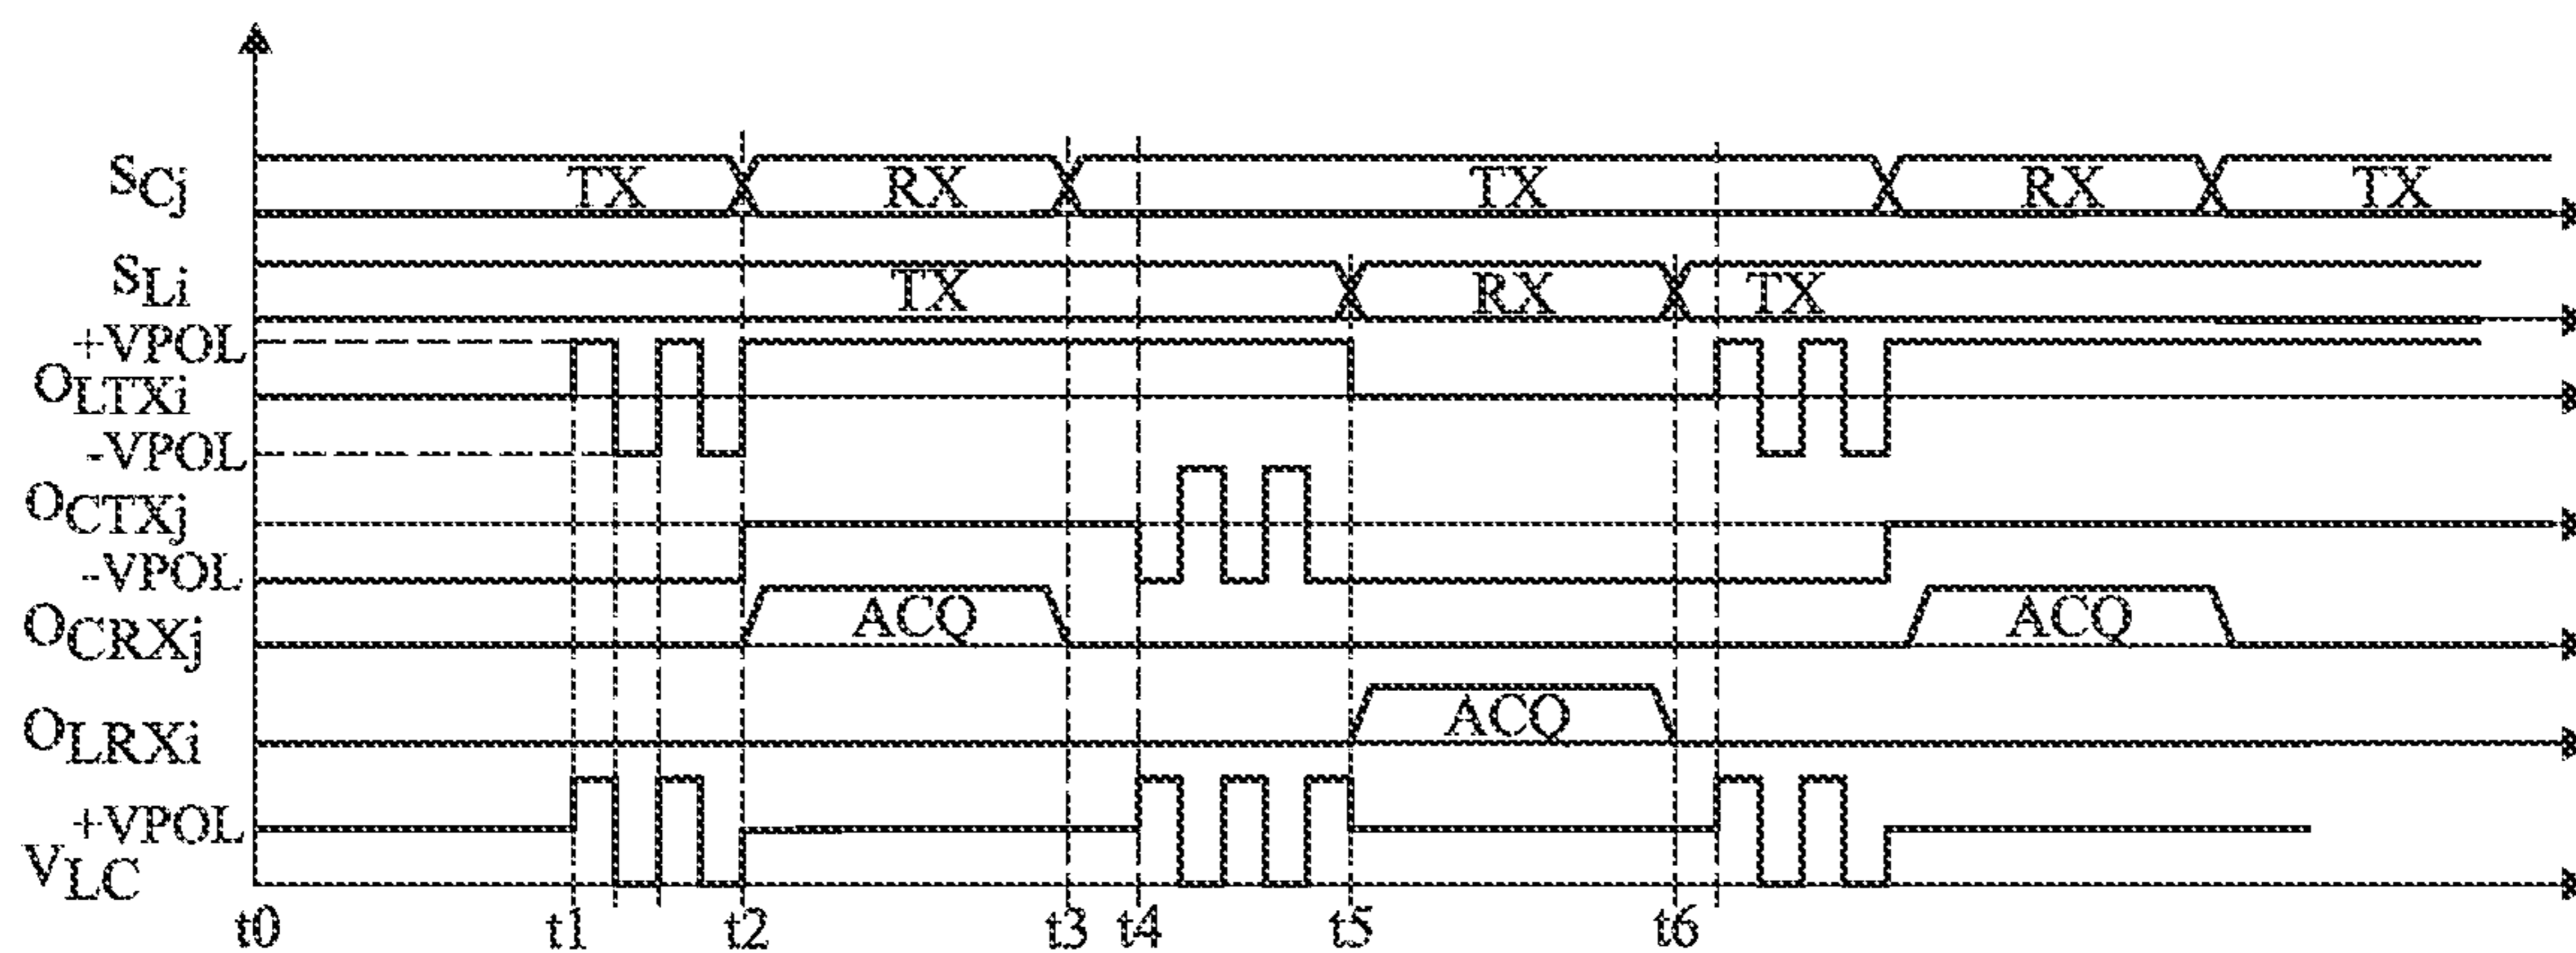 SCj TX RX TX RX TX
SLi TX RX TX
+VPOL
OLTXi
-VPOL
OCTXj
-VPOL
OCRXj ACQ ACQ
OLRXi ACQ
+VPOL
VLC
t0 t1 t2 t3 t4 t5 t6